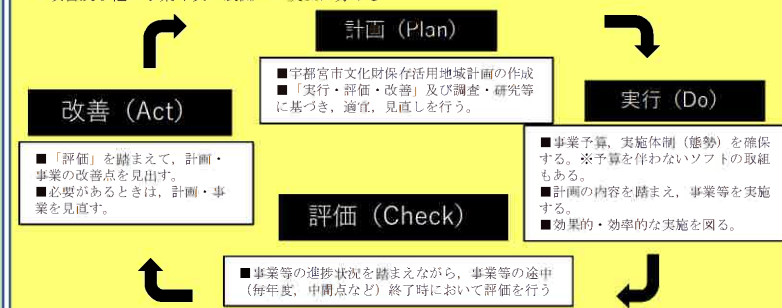 計画（Plan）
■宇都宮市文化財保存活用地域計画の作成
■「実行・評価・改善」及び調査・研究等
に基づき，適宜，見直しを行う。
実行（Do）
■事業予算，実施体制（態勢）を確保
する。※予算を伴わないソフトの取組
もある。
■計画の内容を踏まえ，事業等を実施
する。
■効果的・効率的な実施を図る。
評価（Check）
■事業等の進捗状況を踏まえながら，事業等の途中
（毎年度，中間点など）終了時において評価を行う
改善（Act）
■「評価」を踏まえて，計画・
事業の改善点を見出す。
■必要があるときは，計画・事
業を見直す。